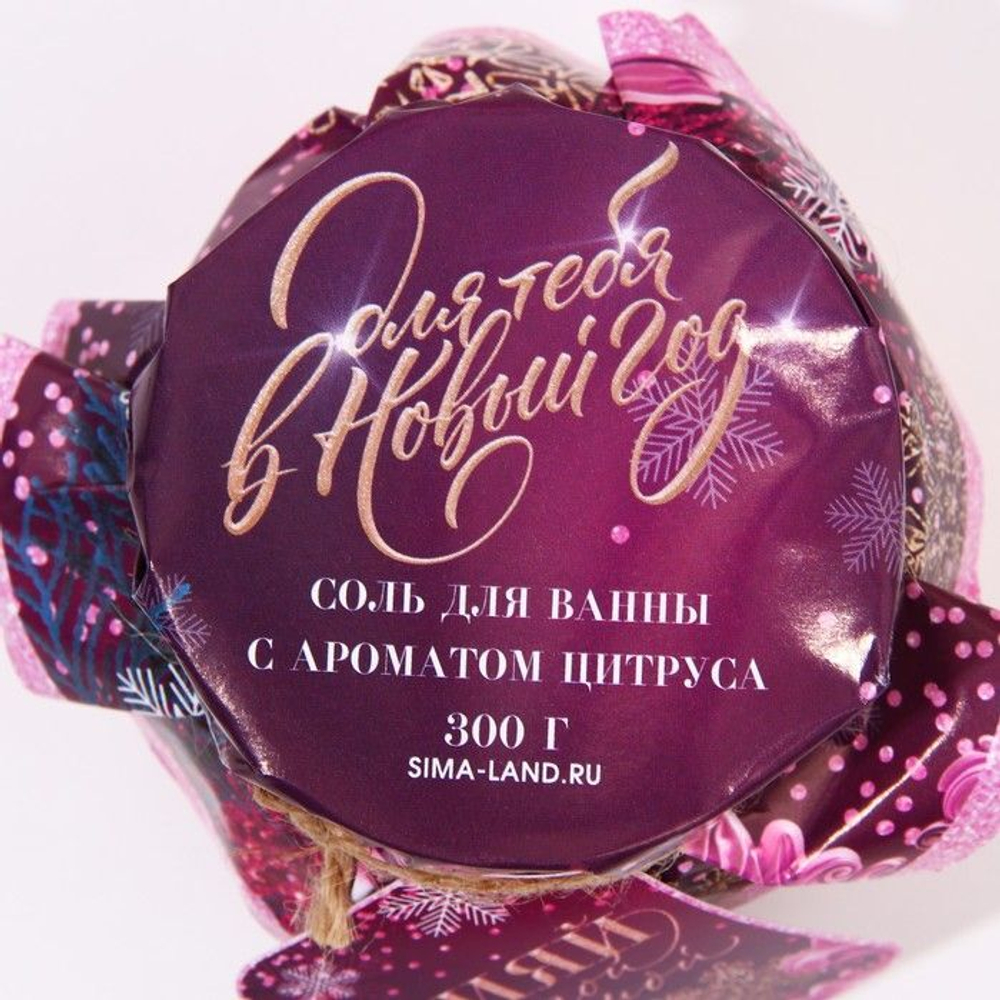 Для тебя
в Новый год
СОЛЬ ДЛЯ ВАННЫ
С АРОМАТОМ ЦИТРУСА
300 Г
SIMA-LAND.RU